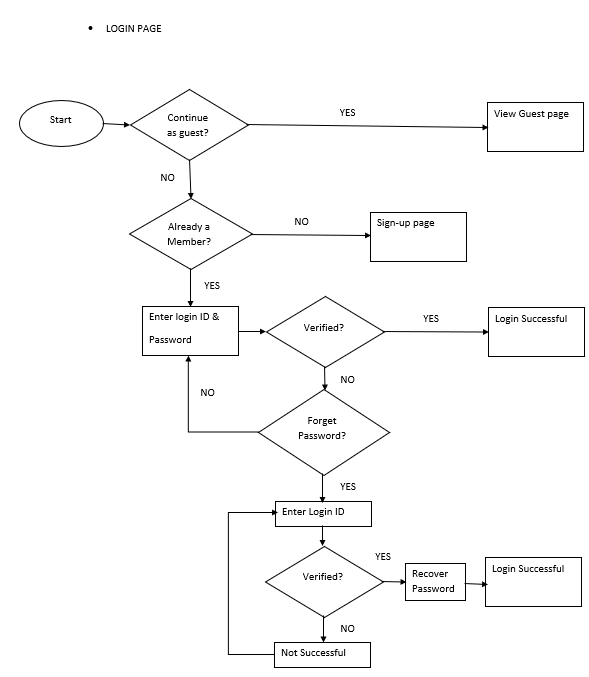 • LOGIN PAGE
Start
Continue
as guest?
YES
View Guest page
NO
Already a
Member?
NO
Sign-up page
YES
Enter login ID &
Password
Verified?
YES
Login Successful
NO
NO
Forget
Password?
YES
Enter Login ID
Verified?
YES
Recover
Password
Login Successful
NO
Not Successful